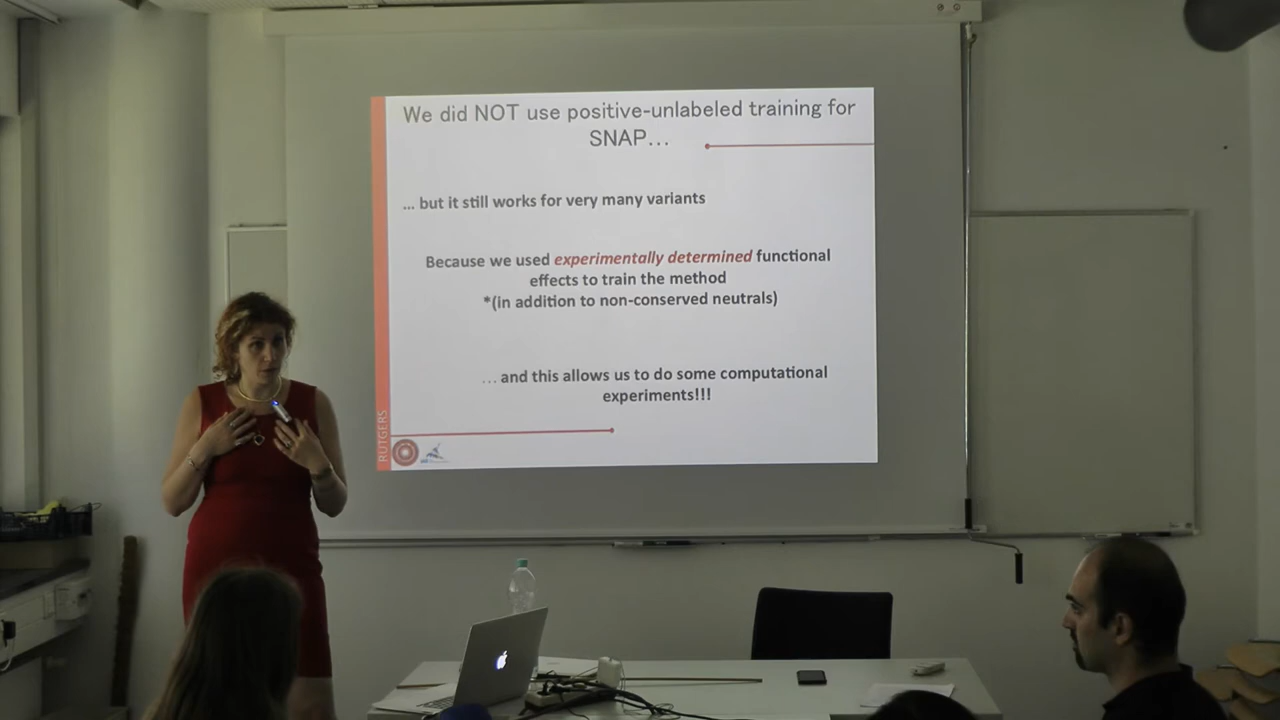 We did NOT use positive-unlabeled training for
SNAP...
... but it still works for very many variants
Because we used experimentally determined functional
effects to train the method
*(in addition to non-conserved neutrals)
... and this allows us to do some computational
experiments!!!
RUTGERS